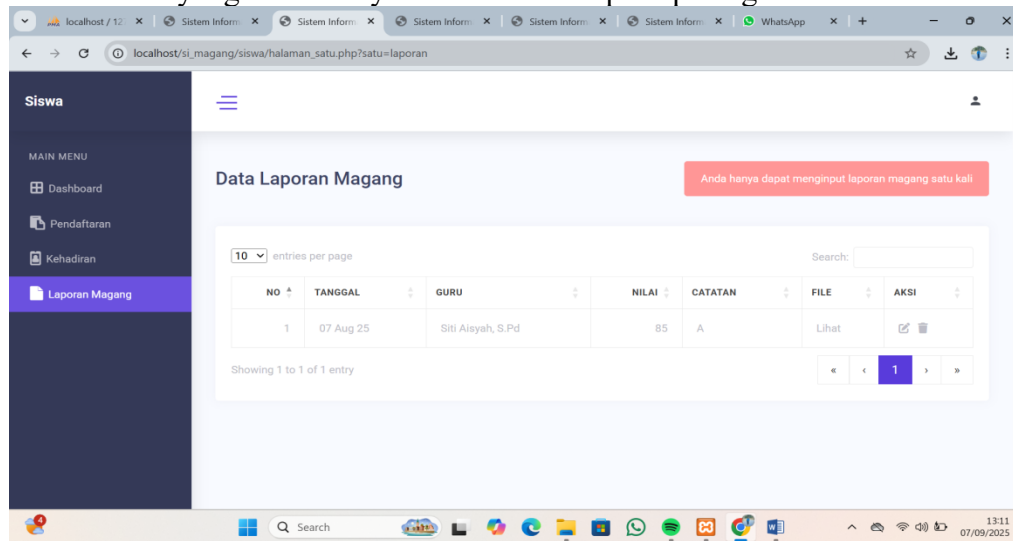 localhost / 12
Sistem Inform
Sistem Inform
Sistem Inform
Sistem Inform
Sistem Inform
WhatsApp
localhost/si_magang/siswa/halaman_satu.php?satu=laporan
Siswa
MAIN MENU
Dashboard
Pendaftaran
Kehadiran
Laporan Magang
Data Laporan Magang
Anda hanya dapat menginput laporan magang satu kali
10 entries per page
Search:
NO TANGGAL GURU NILAI CATATAN FILE AKSI
1 07 Aug 25 Siti Aisyah, S.Pd 85 A Lihat
Showing 1 to 1 of 1 entry
« ‹ 1 › »
Search
13:11
07/09/2025